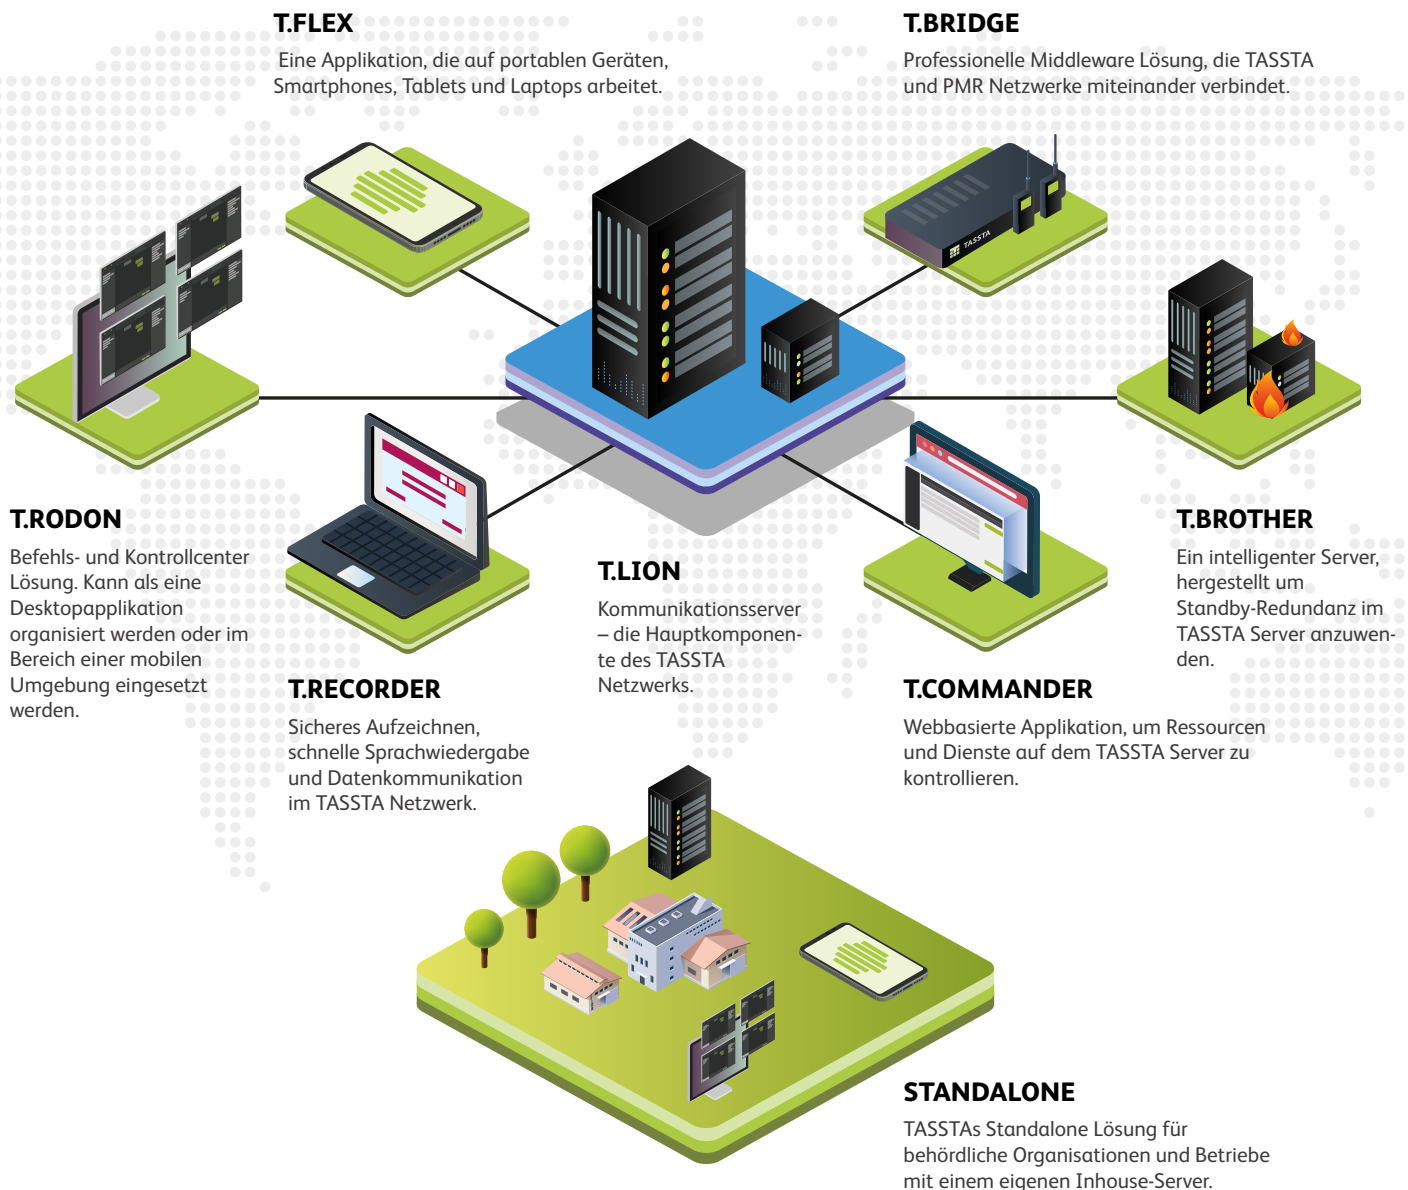 T.FLEX
Eine Applikation, die auf portablen Geräten,
Smartphones, Tablets und Laptops arbeitet.
T.BRIDGE
Professionelle Middleware Lösung, die TASSTA
und PMR Netzwerke miteinander verbindet.
TASSTA
T.RODON
Befehls- und Kontrollcenter
Lösung. Kann als eine
Desktopapplikation
organisiert werden oder im
Bereich einer mobilen
Umgebung eingesetzt
werden.
T.RECORDER
Sicheres Aufzeichnen,
schnelle Sprachwiedergabe
und Datenkommunikation
im TASSTA Netzwerk.
T.LION
Kommunikationsserver
– die Hauptkomponen-
te des TASSTA
Netzwerks.
T.COMMANDER
Webbasierte Applikation, um Ressourcen
und Dienste auf dem TASSTA Server zu
kontrollieren.
T.BROTHER
Ein intelligenter Server,
hergestellt um
Standby-Redundanz im
TASSTA Server anzuwen-
den.
STANDALONE
TASSTAs Standalone Lösung für
behördliche Organisationen und Betriebe
mit einem eigenen Inhouse-Server.